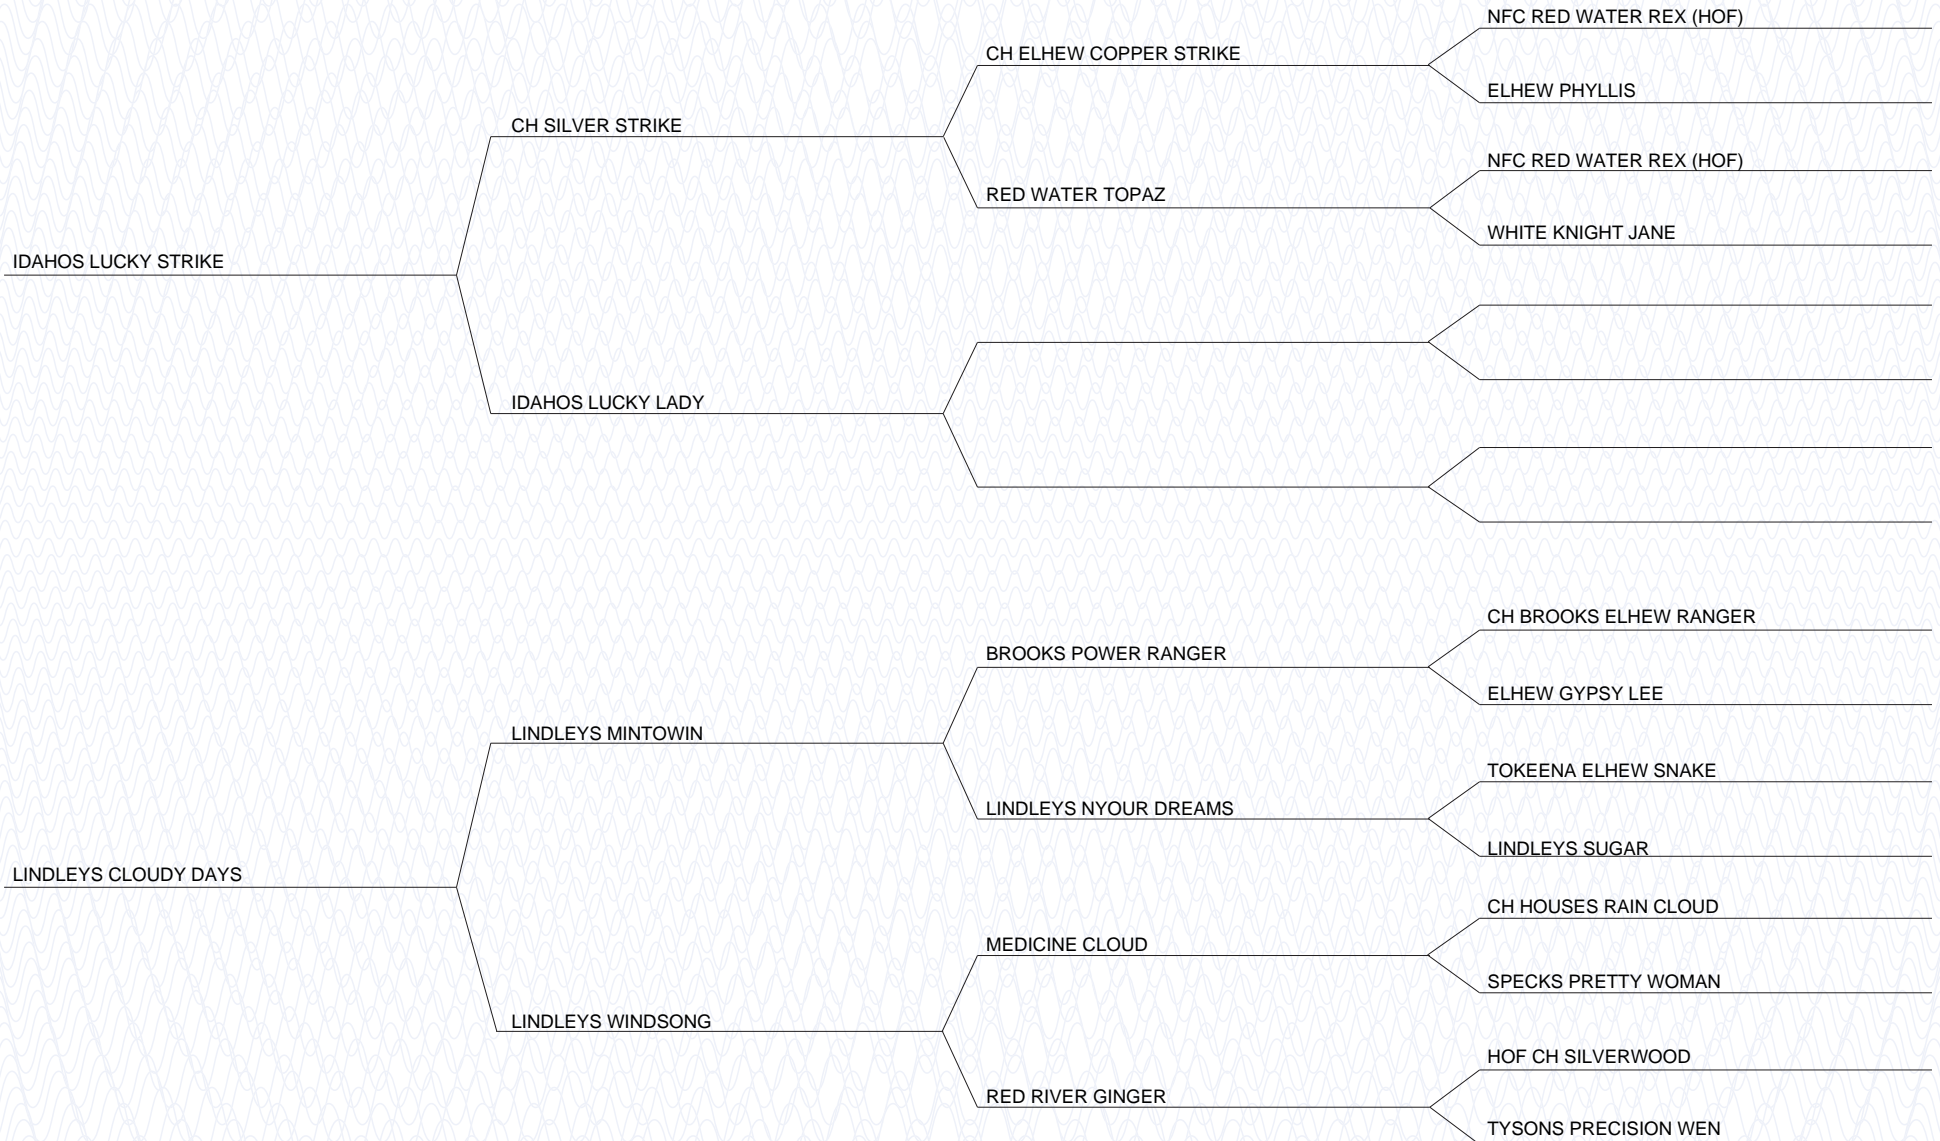 NFC RED WATER REX (HOF)
CH ELHEW COPPER STRIKE
ELHEW PHYLLIS
CH SILVER STRIKE
NFC RED WATER REX (HOF)
RED WATER TOPAZ
WHITE KNIGHT JANE
IDAHOS LUCKY STRIKE
IDAHOS LUCKY LADY
CH BROOKS ELHEW RANGER
BROOKS POWER RANGER
ELHEW GYPSY LEE
LINDLEYS MINTOWIN
TOKEENA ELHEW SNAKE
LINDLEYS NYOUR DREAMS
LINDLEYS SUGAR
LINDLEYS CLOUDY DAYS
CH HOUSES RAIN CLOUD
MEDICINE CLOUD
SPECKS PRETTY WOMAN
LINDLEYS WINDSONG
HOF CH SILVERWOOD
RED RIVER GINGER
TYSONS PRECISION WEN